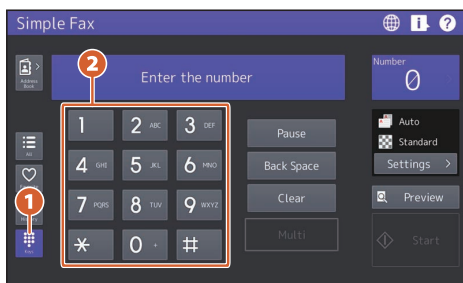 Simple Fax
i ?
Address
Book
2
Enter the number
Number
0
1
2 ABC
3 DEF
Pause
Auto
Standard
All
4 GHI
5 JKL
6 MNO
Back Space
Settings >
1
7 PQRS
8 TUV
9 WXYZ
Clear
Preview
* 0 + #
Multi
Start